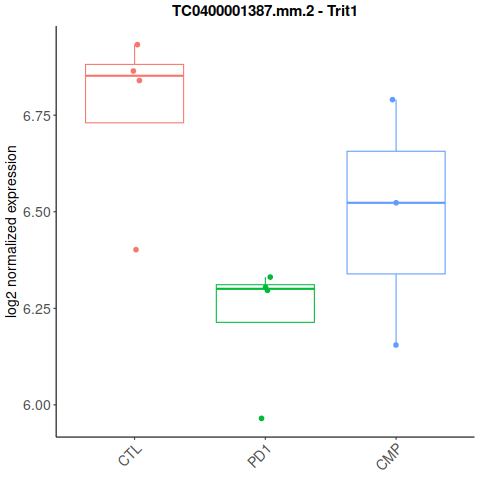 TC0400001387.mm.2 - Trit1
log2 normalized expression
6.75
6.50
6.25
6.00
CTL
PD1
CMP